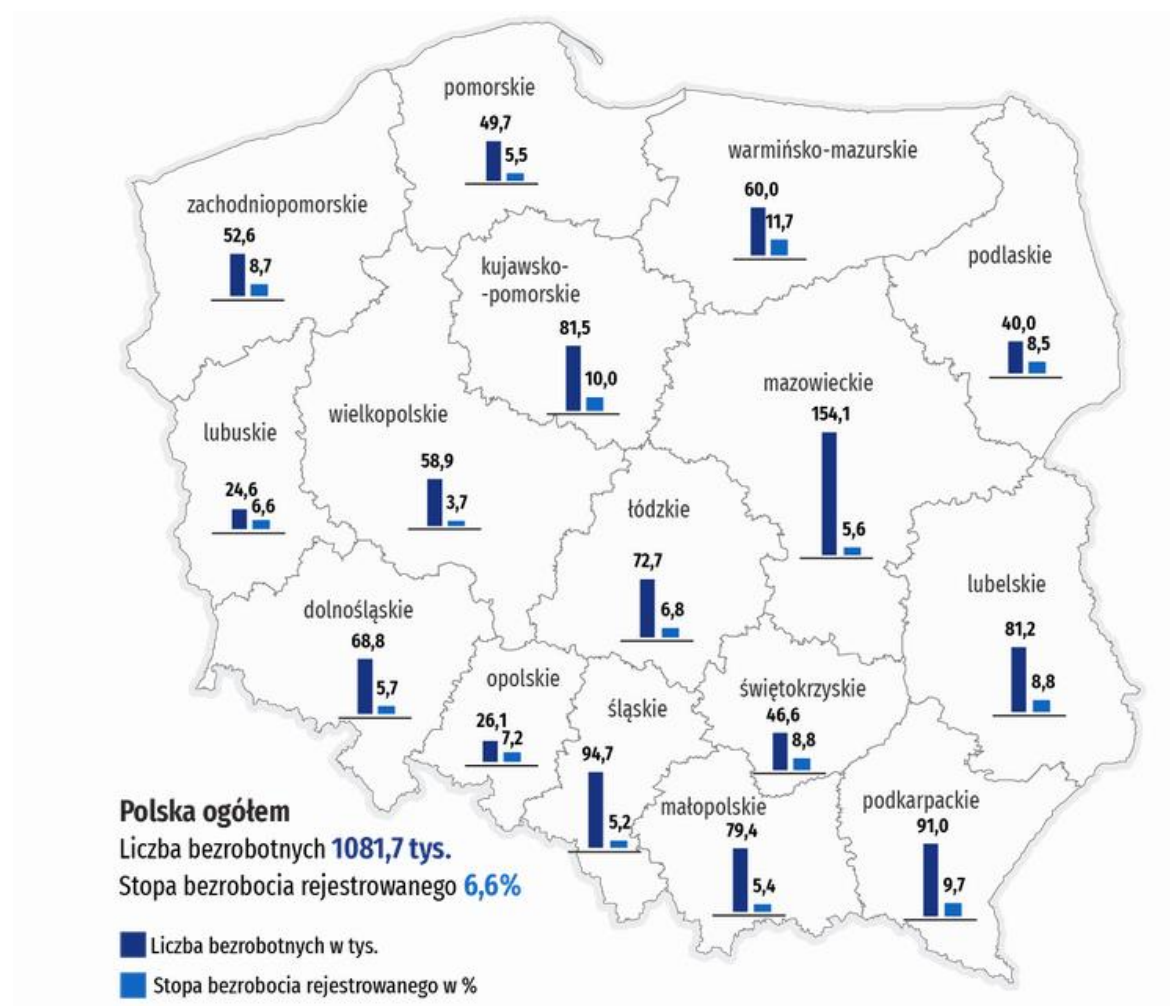 pomorskie
49,7
5,5
warmińsko-mazurskie
60,0
11,7
zachodniopomorskie
52,6
8,7
kujawsko-
-pomorskie
81,5
10,0
podlaskie
40,0
8,5
mazowieckie
154,1
5,6
lubuskie
24,6
6,6
wielkopolskie
58,9
3,7
łódzkie
72,7
6,8
lubelskie
81,2
8,8
dolnośląskie
68,8
5,7
opolskie
26,1
7,2
śląskie
94,7
5,2
świętokrzyskie
46,6
8,8
małopolskie
79,4
5,4
podkarpackie
91,0
9,7
Polska ogółem
Liczba bezrobotnych 1081,7 tys.
Stopa bezrobocia rejestrowanego 6,6%
Liczba bezrobotnych w tys.
Stopa bezrobocia rejestrowanego w %